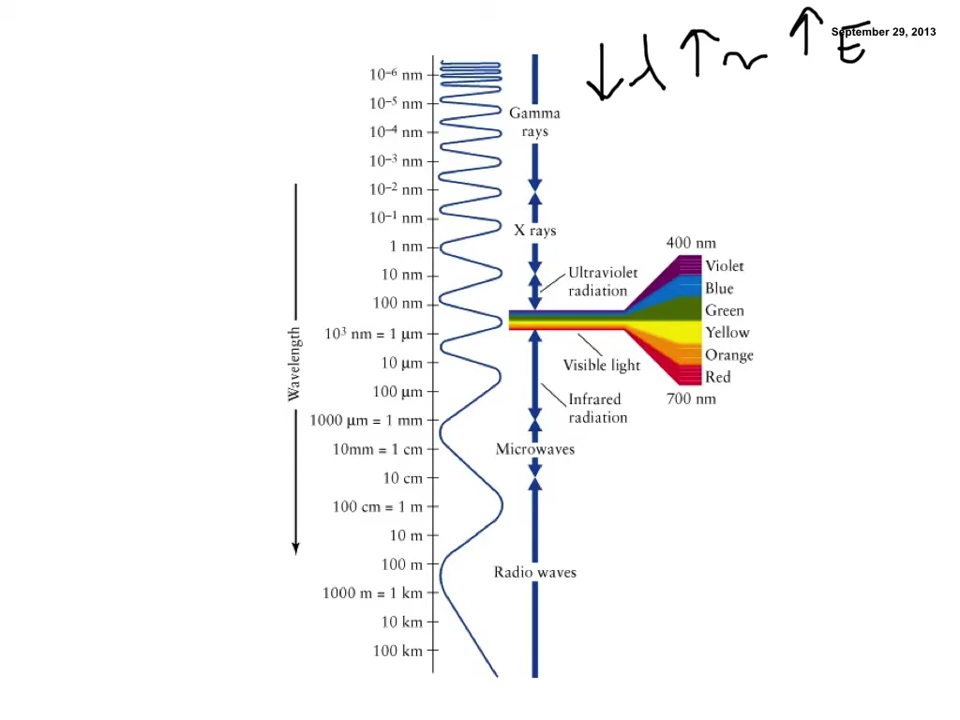 September 29, 2013
↓ λ ↑ ~ ↑ E
10⁻⁶ nm
10⁻⁵ nm
10⁻⁴ nm
10⁻³ nm
10⁻² nm
10⁻¹ nm
1 nm
10 nm
100 nm
10³ nm = 1 µm
10 µm
100 µm
1000 µm = 1 mm
10mm = 1 cm
10 cm
100 cm = 1 m
10 m
100 m
1000 m = 1 km
10 km
100 km
Wavelength
Gamma
rays
X rays
Ultraviolet
radiation
Visible light
Infrared
radiation
Microwaves
Radio waves
400 nm
Violet
Blue
Green
Yellow
Orange
Red
700 nm